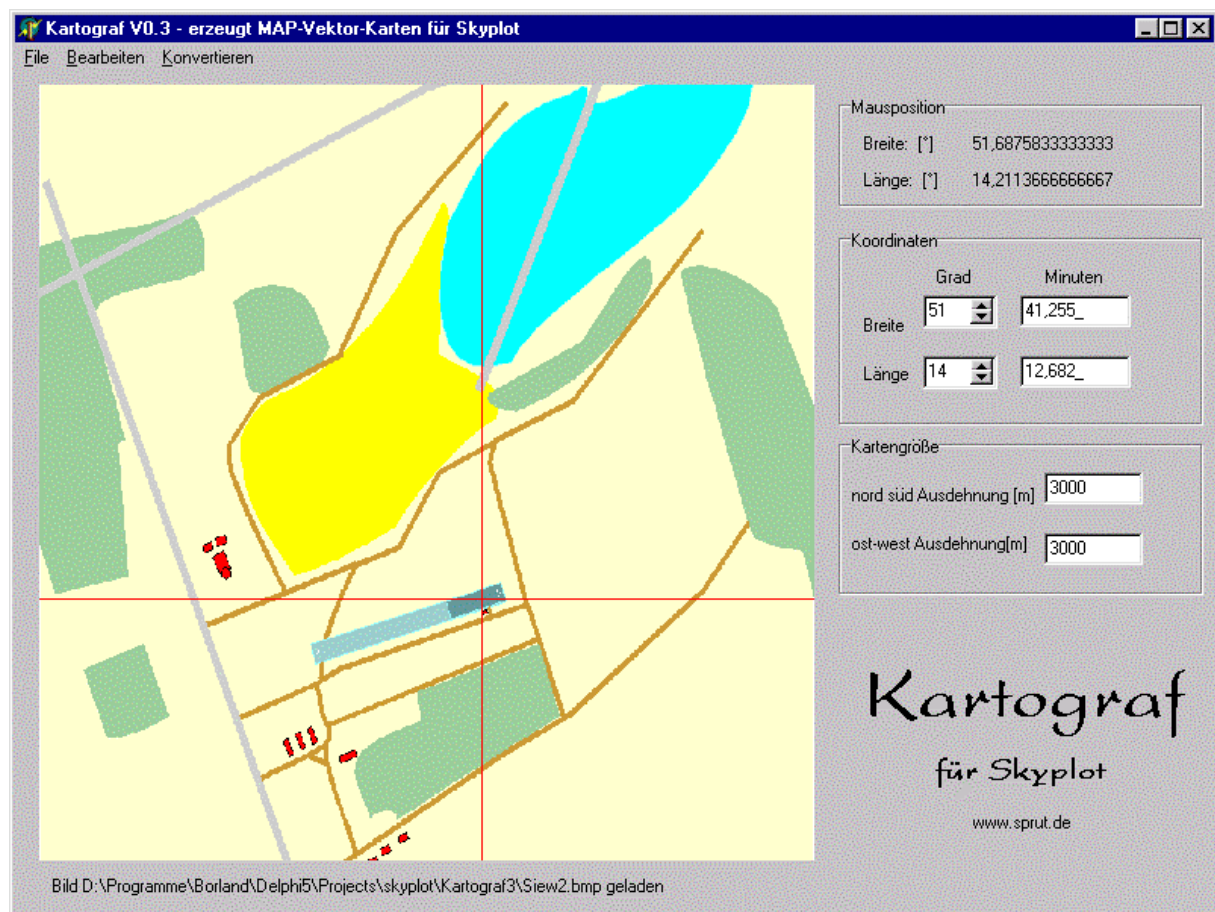 Kartograf V0.3 - erzeugt MAP-Vektor-Karten für Skyplot
File Bearbeiten Konvertieren
Mausposition
Breite: [°] 51,6875833333333
Länge: [°] 14,2113666666667
Koordinaten
Grad Minuten
Breite 51 41,255_
Länge 14 12,682_
Kartengröße
nord süd Ausdehnung [m] 3000
ost-west Ausdehnung[m] 3000
Kartograf
für Skyplot
www.sprut.de
Bild D:\Programme\Borland\Delphi5\Projects\skyplot\Kartograf3\Siew2.bmp geladen